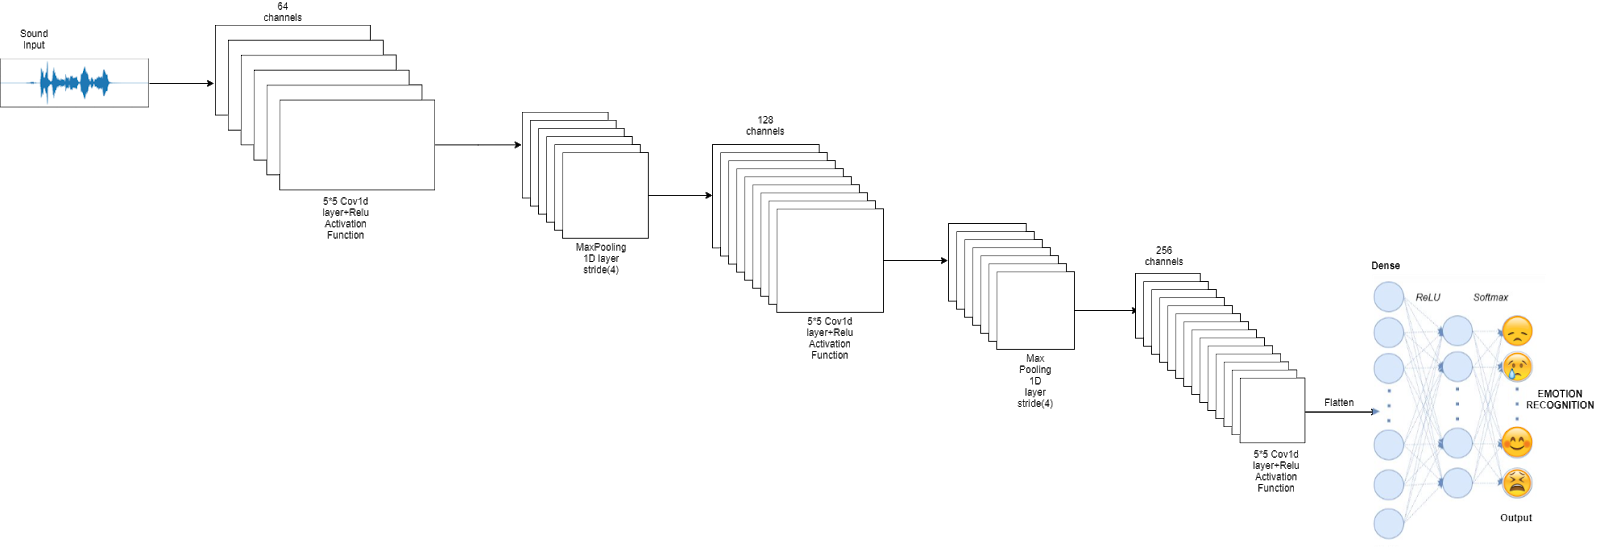 Sound
Input
64
channels
5*5 Cov1d
layer+Relu
Activation
Function
MaxPooling
1D layer
stride(4)
128
channels
5*5 Cov1d
layer+Relu
Activation
Function
Max
Pooling
1D
layer
stride(4)
256
channels
5*5 Cov1d
layer+Relu
Activation
Function
Flatten
Dense
ReLU
Softmax
EMOTION
RECOGNITION
Output